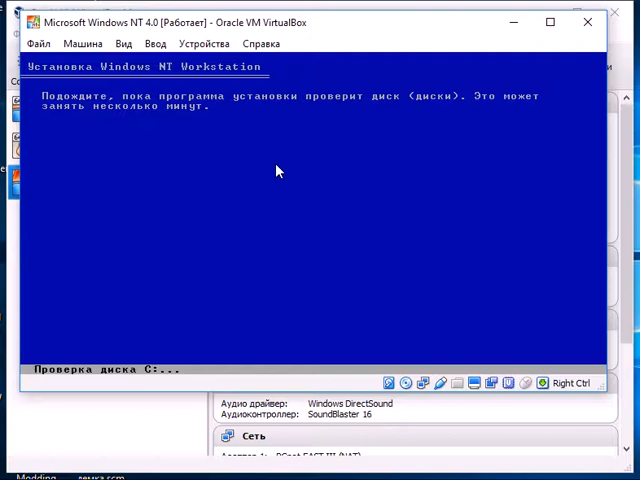 Microsoft Windows NT 4.0 [Работает] - Oracle VM VirtualBox
Файл Машина Вид Ввод Устройства Справка
Установка Windows NT Workstation
Подождите, пока программа установки проверит диск (диски). Это может
занять несколько минут.
Проверка диска C:...
Right Ctrl
Аудио драйвер: Windows DirectSound
Аудиоконтроллер: SoundBlaster 16
Сеть
Modding